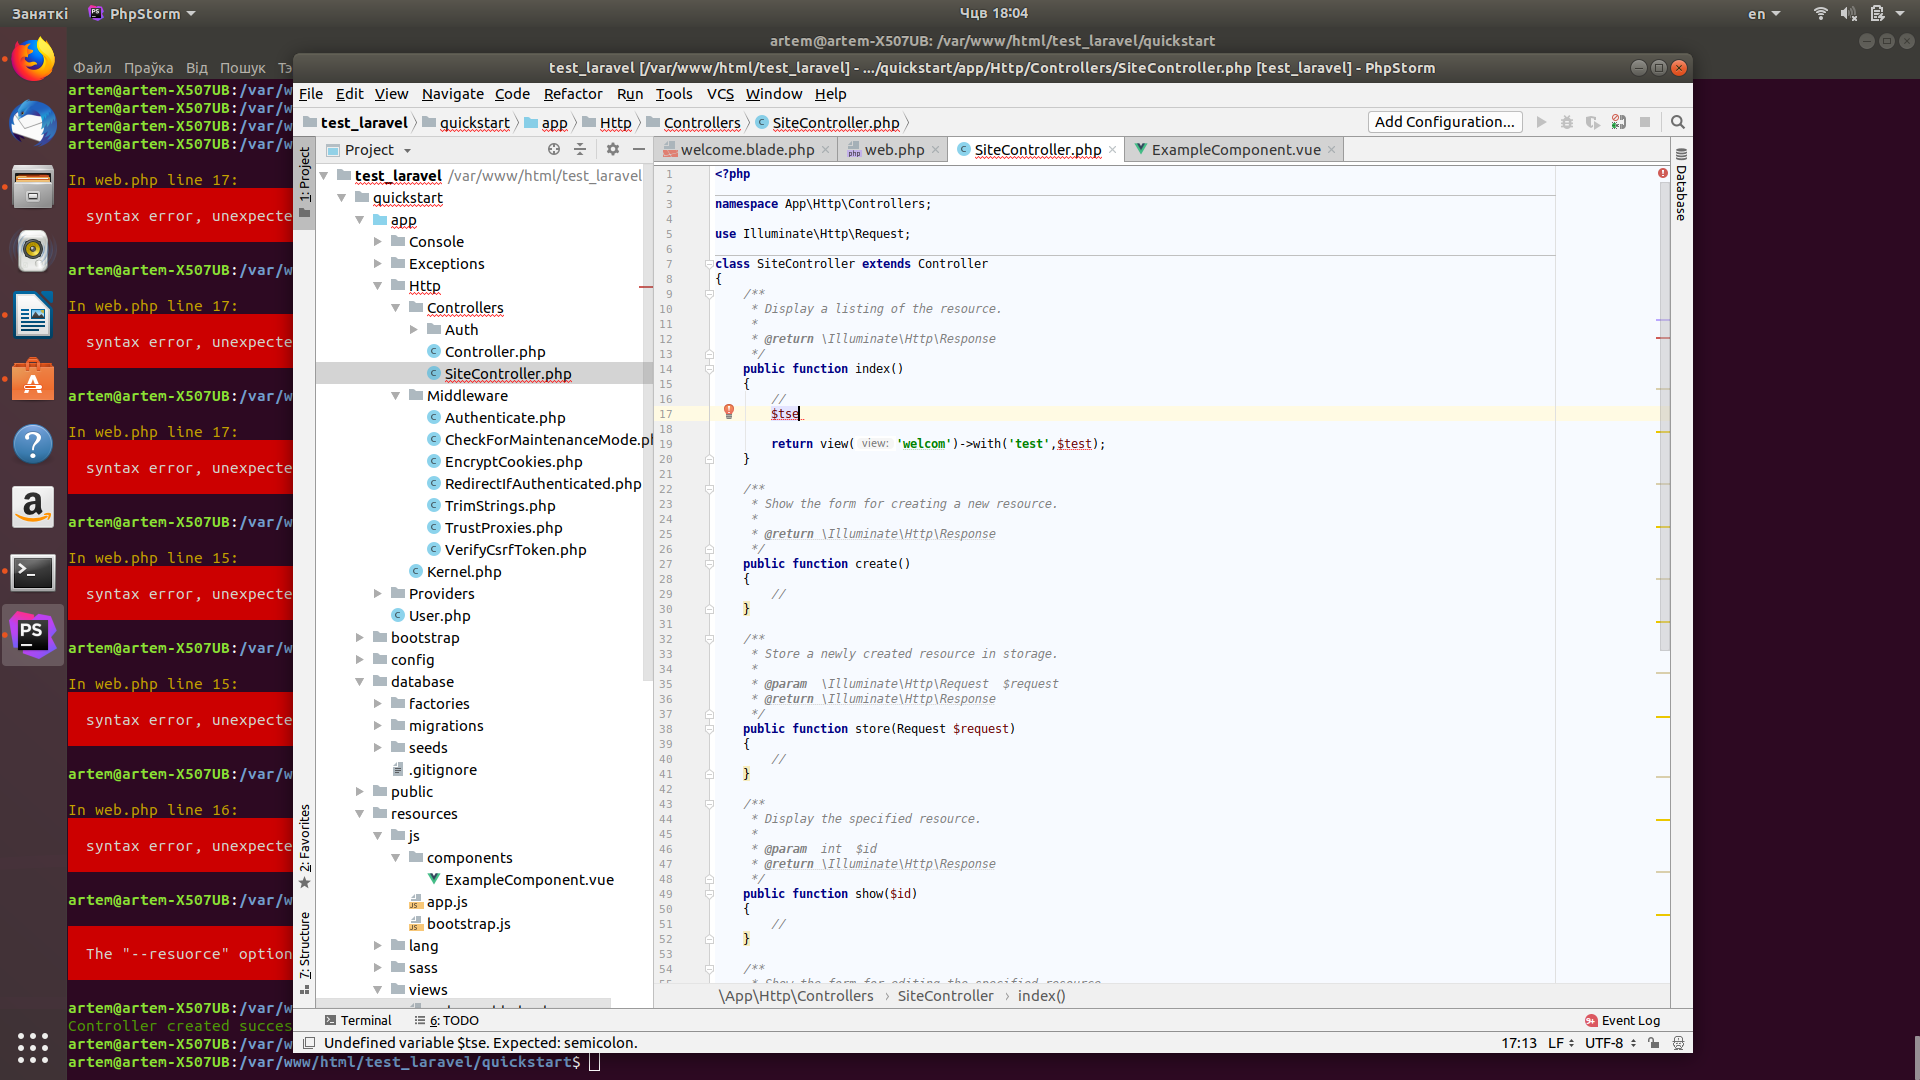 Заняткі
PhpStorm
Чцв 18:04
en
artem@artem-X507UB: /var/www/html/test_laravel/quickstart
Файл Праўка Від Пошук Тэ
artem@artem-X507UB:/var/w
artem@artem-X507UB:/var/w
artem@artem-X507UB:/var/w
artem@artem-X507UB:/var/w
In web.php line 17:
syntax error, unexpecte
artem@artem-X507UB:/var/w
In web.php line 17:
syntax error, unexpecte
artem@artem-X507UB:/var/w
In web.php line 17:
syntax error, unexpecte
artem@artem-X507UB:/var/w
In web.php line 15:
syntax error, unexpecte
artem@artem-X507UB:/var/w
In web.php line 15:
syntax error, unexpecte
artem@artem-X507UB:/var/w
In web.php line 16:
syntax error, unexpecte
artem@artem-X507UB:/var/w
The "--resuorce" option
artem@artem-X507UB:/var/w
Controller created succes
artem@artem-X507UB:/var/w
artem@artem-X507UB:/var/www/html/test_laravel/quickstart$
test_laravel [/var/www/html/test_laravel] - .../quickstart/app/Http/Controllers/SiteController.php [test_laravel] - PhpStorm
File Edit View Navigate Code Refactor Run Tools VCS Window Help
test_laravel quickstart app Http Controllers SiteController.php
Add Configuration...
1: Project
2: Favorites
7: Structure
Project
test_laravel /var/www/html/test_laravel
quickstart
app
Console
Exceptions
Http
Controllers
Auth
Controller.php
SiteController.php
Middleware
Authenticate.php
CheckForMaintenanceMode.ph
EncryptCookies.php
RedirectIfAuthenticated.php
TrimStrings.php
TrustProxies.php
VerifyCsrfToken.php
Kernel.php
Providers
User.php
bootstrap
config
database
factories
migrations
seeds
.gitignore
public
resources
js
components
ExampleComponent.vue
app.js
bootstrap.js
lang
sass
views
welcome.blade.php web.php SiteController.php ExampleComponent.vue
Database
1 <?php
2
3 namespace App\Http\Controllers;
4
5 use Illuminate\Http\Request;
6
7 class SiteController extends Controller
8 {
9 /**
10 * Display a listing of the resource.
11 *
12 * @return \Illuminate\Http\Response
13 */
14 public function index()
15 {
16 //
17 $tse
18
19 return view( view: 'welcom')->with('test',$test);
20 }
21
22 /**
23 * Show the form for creating a new resource.
24 *
25 * @return \Illuminate\Http\Response
26 */
27 public function create()
28 {
29 //
30 }
31
32 /**
33 * Store a newly created resource in storage.
34 *
35 * @param \Illuminate\Http\Request $request
36 * @return \Illuminate\Http\Response
37 */
38 public function store(Request $request)
39 {
40 //
41 }
42
43 /**
44 * Display the specified resource.
45 *
46 * @param int $id
47 * @return \Illuminate\Http\Response
48 */
49 public function show($id)
50 {
51 //
52 }
53
54 /**
* Show the form for editing the specified resource
\App\Http\Controllers › SiteController › index()
Terminal 6: TODO
9+ Event Log
Undefined variable $tse. Expected: semicolon.
17:13 LF UTF-8